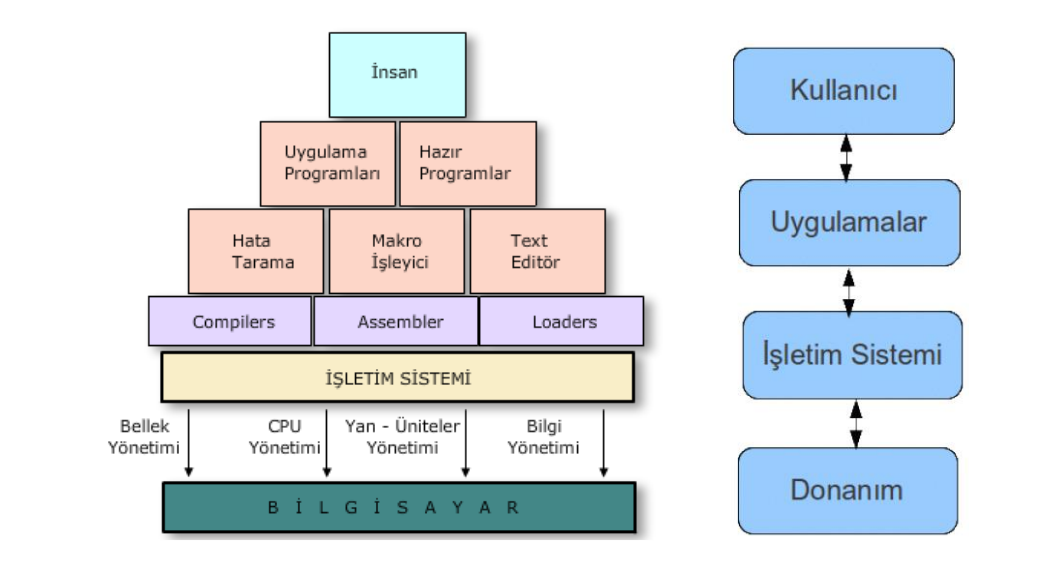 İnsan
Uygulama
Programları
Hazır
Programlar
Hata
Tarama
Makro
İşleyici
Text
Editör
Compilers
Assembler
Loaders
İŞLETİM SİSTEMİ
Bellek
Yönetimi
CPU
Yönetimi
Yan - Üniteler
Yönetimi
Bilgi
Yönetimi
B İ L G İ S A Y A R
Kullanıcı
Uygulamalar
İşletim Sistemi
Donanım